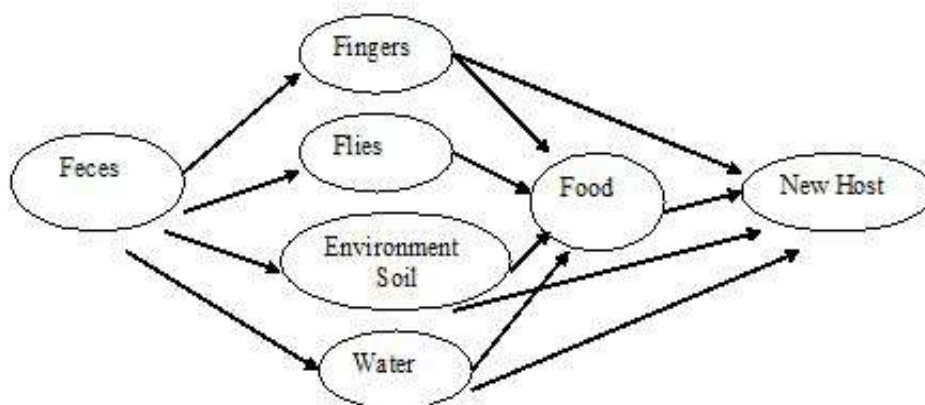 Fingers
Feces
Flies
Food
New Host
Environment
Soil
Water